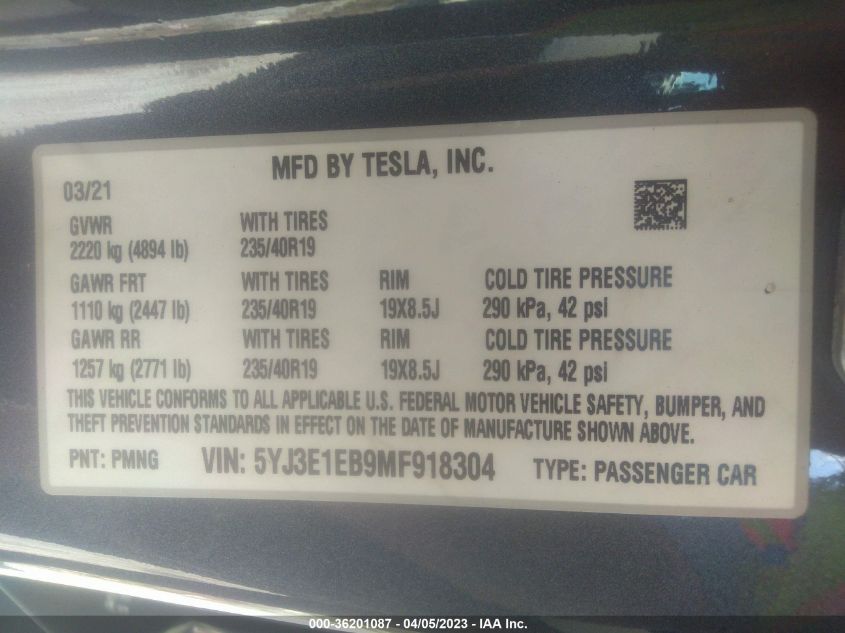 MFD BY TESLA, INC.
03/21
GVWR WITH TIRES
2220 kg (4894 lb) 235/40R19
GAWR FRT WITH TIRES RIM COLD TIRE PRESSURE
1110 kg (2447 lb) 235/40R19 19X8.5J 290 kPa, 42 psi
GAWR RR WITH TIRES RIM COLD TIRE PRESSURE
1257 kg (2771 lb) 235/40R19 19X8.5J 290 kPa, 42 psi
THIS VEHICLE CONFORMS TO ALL APPLICABLE U.S. FEDERAL MOTOR VEHICLE SAFETY, BUMPER, AND
THEFT PREVENTION STANDARDS IN EFFECT ON THE DATE OF MANUFACTURE SHOWN ABOVE.
PNT: PMNG VIN: 5YJ3E1EB9MF918304 TYPE: PASSENGER CAR
000-36201087 - 04/05/2023 - IAA Inc.